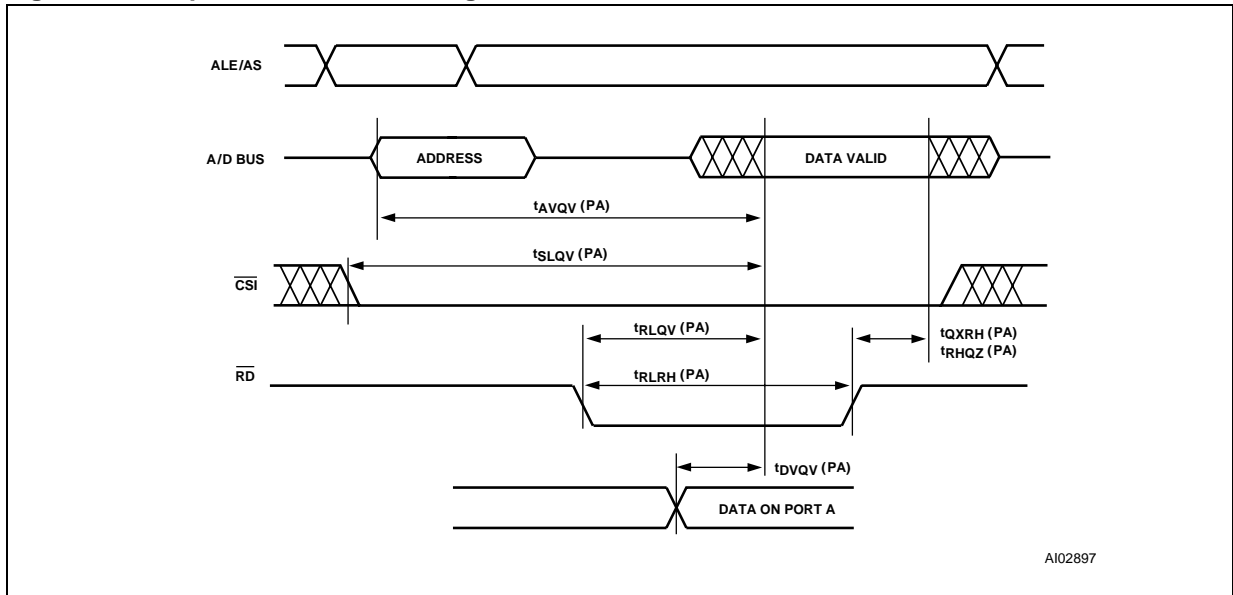 ALE/AS
A/D BUS
ADDRESS
DATA VALID
tAVQV (PA)
tSLQV (PA)
CSI
tRLQV (PA)
tQXRH (PA)
tRHQZ (PA)
tRLRH (PA)
RD
tDVQV (PA)
DATA ON PORT A
AI02897